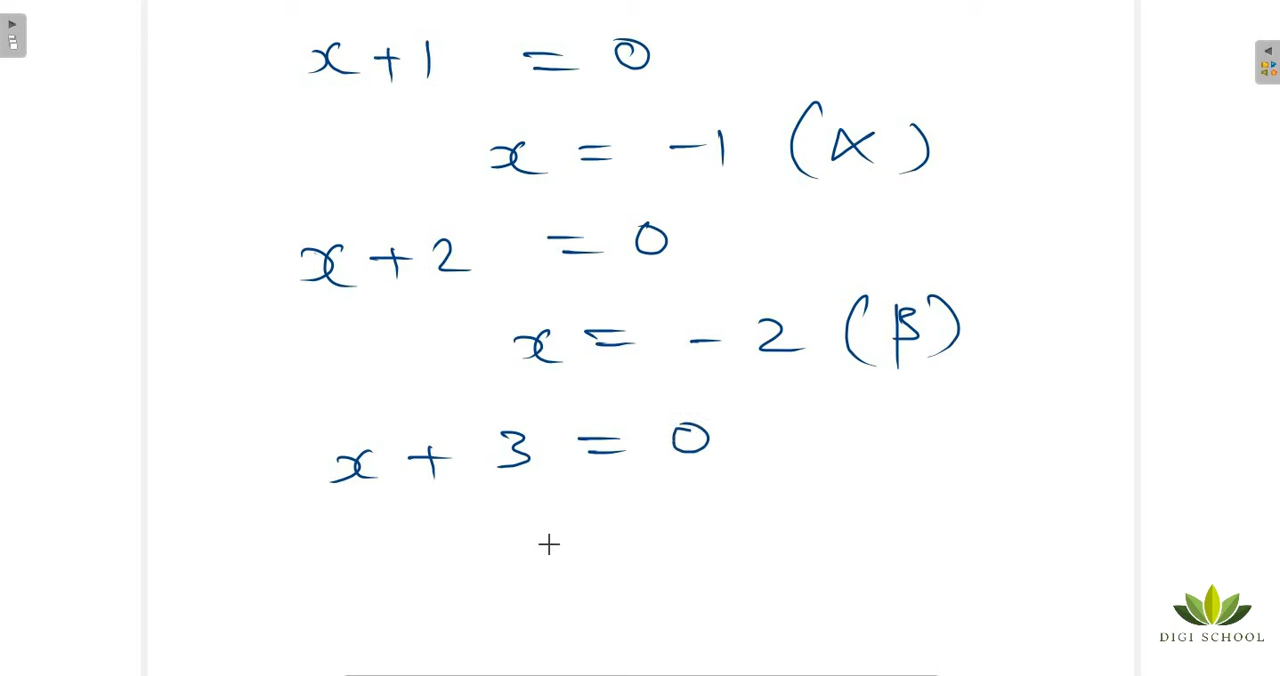 x + 1 = 0
x = -1 (α)
x + 2 = 0
x = - 2 (β)
x + 3 = 0
DIGI SCHOOL